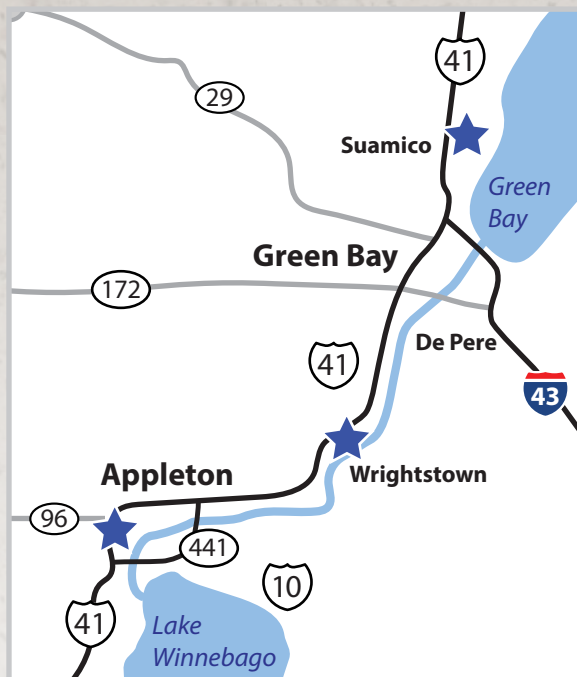 41
29
Suamico
Green
Bay
Green Bay
172
De Pere
41
43
Appleton
Wrightstown
96
441
10
41
Lake
Winnebago